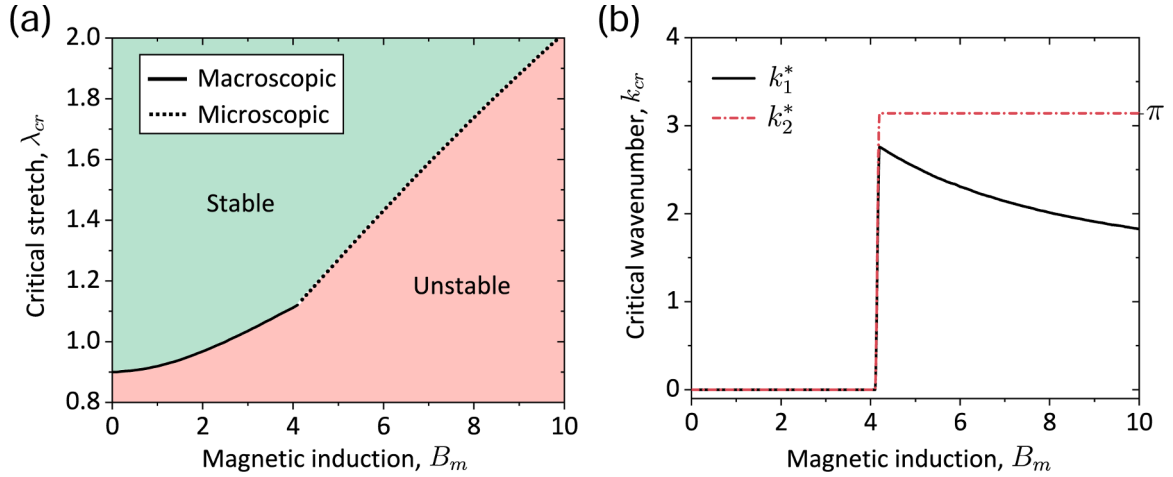 (a)
2.0
1.8
1.6
1.4
1.2
1.0
0.8
Critical stretch, λcr
Macroscopic
Microscopic
Stable
Unstable
0 2 4 6 8 10
Magnetic induction, Bm
(b)
4
3
2
1
0
Critical wavenumber, kcr
k1*
k2*
π
0 2 4 6 8 10
Magnetic induction, Bm